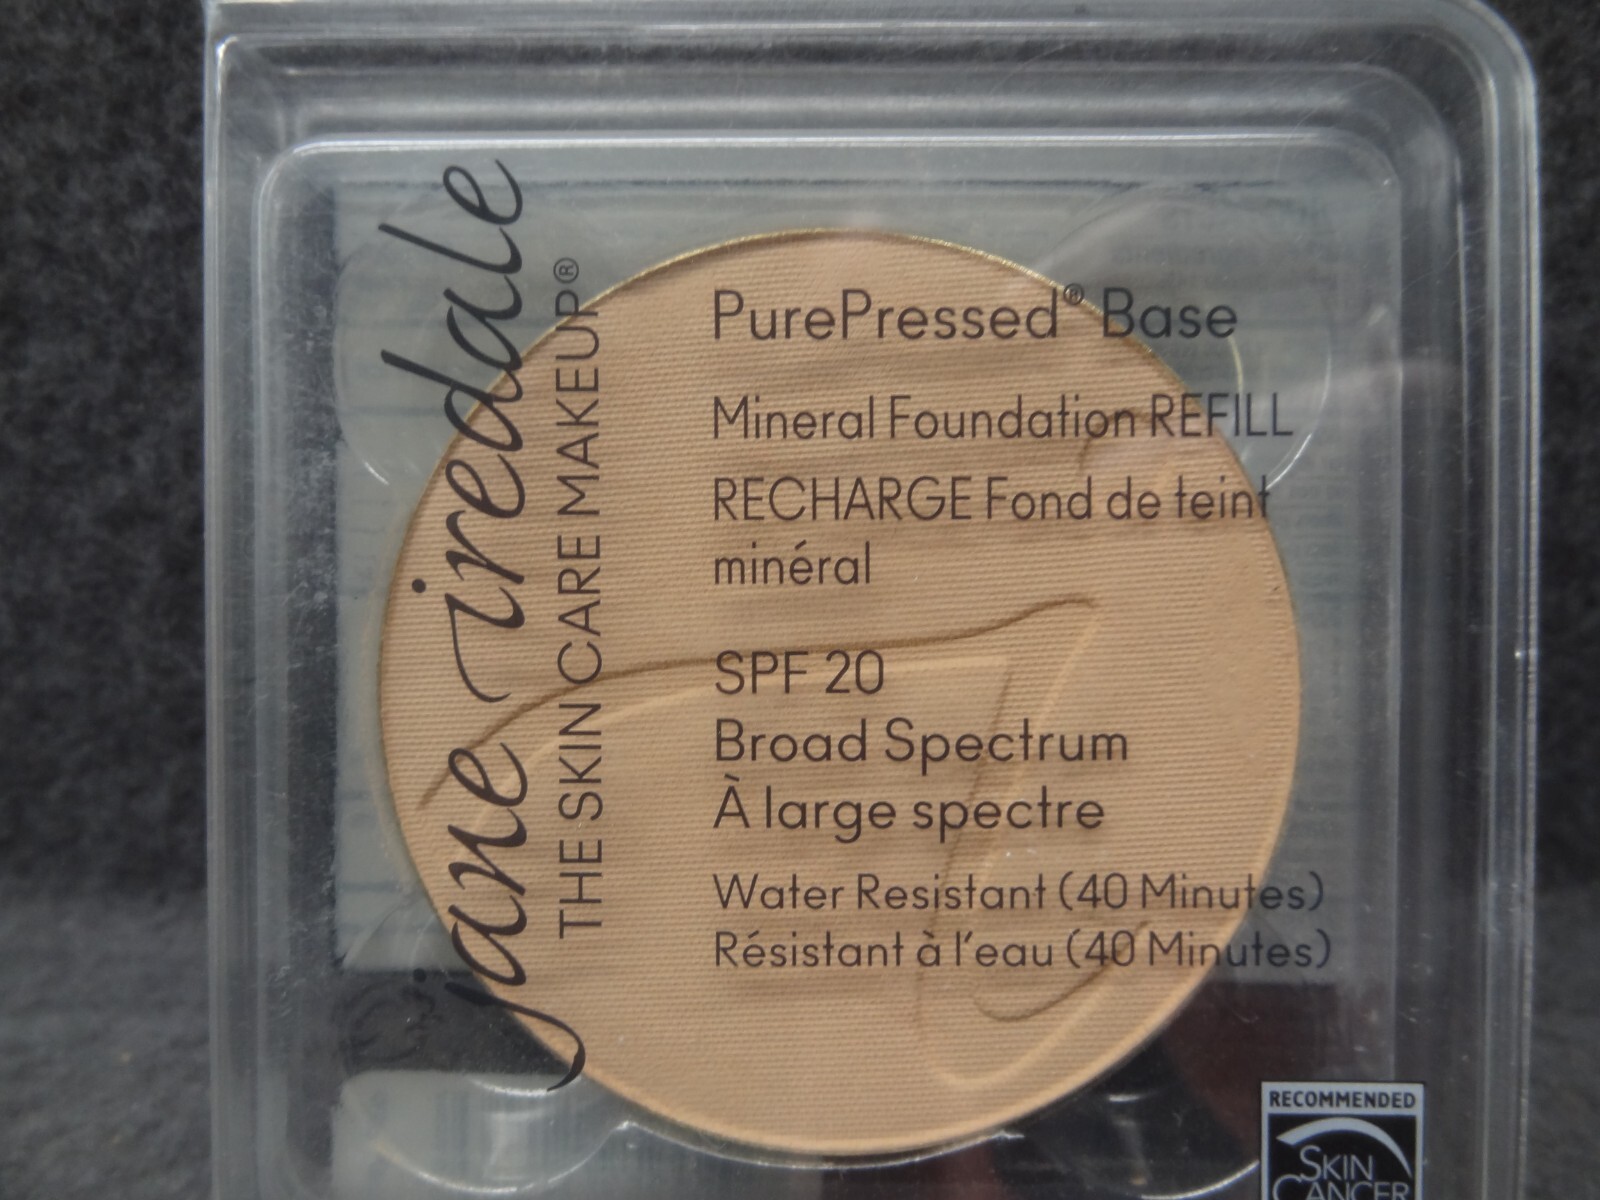 jane iredale
THE SKIN CARE MAKEUP®
PurePressed® Base
Mineral Foundation REFILL
RECHARGE Fond de teint
minéral
SPF 20
Broad Spectrum
À large spectre
Water Resistant (40 Minutes)
Résistant à l'eau (40 Minutes)
RECOMMENDED
SKIN
CANCER